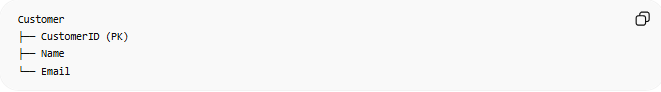 Customer
├── CustomerID (PK)
├── Name
└── Email